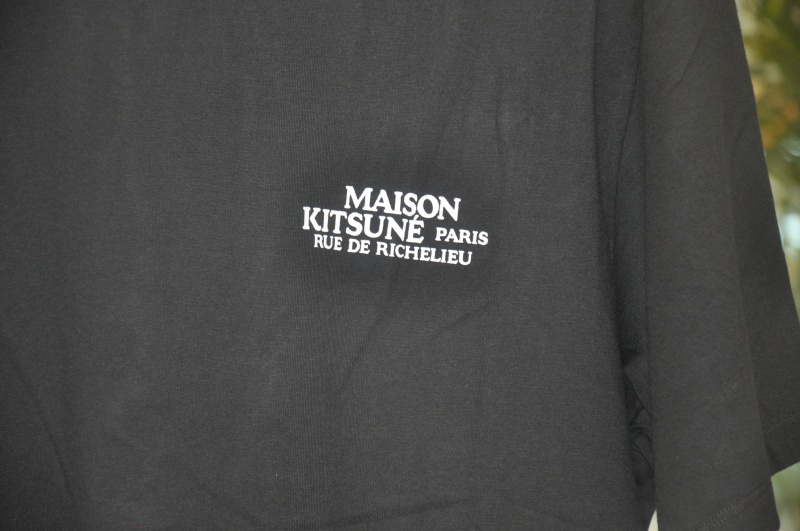 MAISON
KITSUNÉ PARIS
RUE DE RICHELIEU